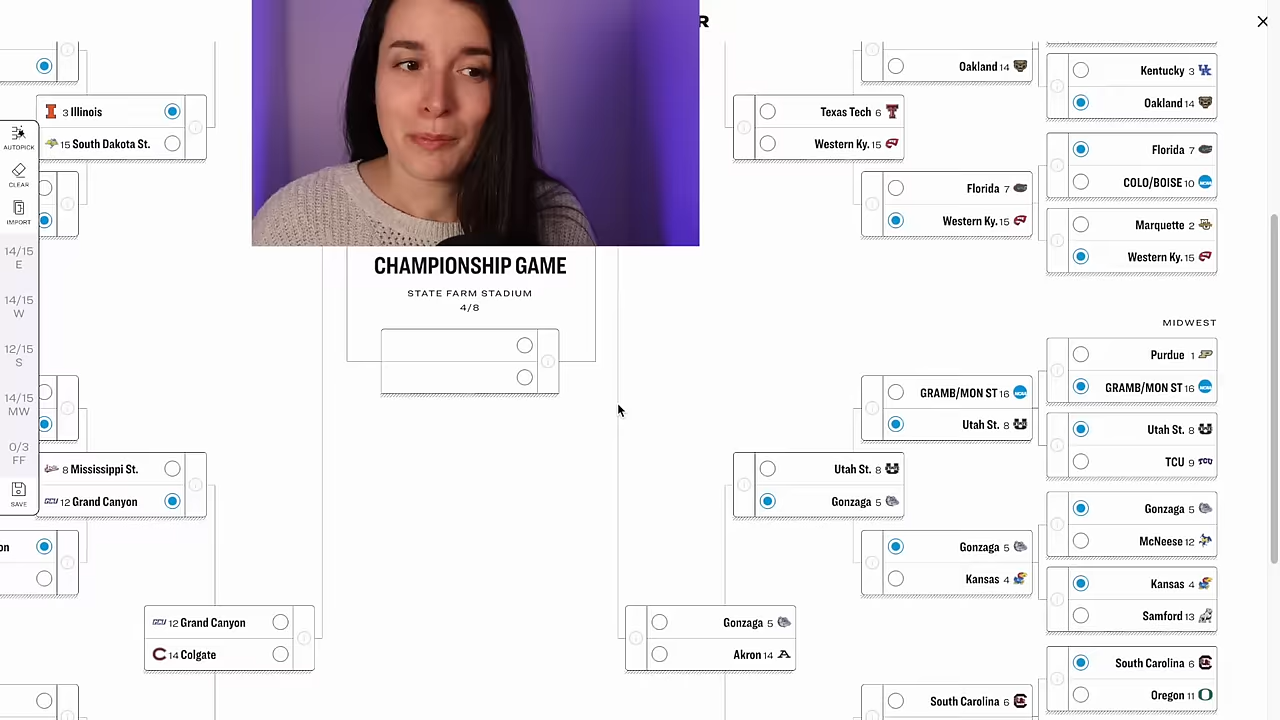 R
Oakland 14
Kentucky 3
Oakland 14
3 Illinois
15 South Dakota St.
Texas Tech 6
Western Ky. 15
Florida 7
COLO/BOISE 10
AUTOPICK
CLEAR
IMPORT
Florida 7
Western Ky. 15
Marquette 2
Western Ky. 15
14/15
E
14/15
W
12/15
S
14/15
MW
0/3
FF
SAVE
CHAMPIONSHIP GAME
STATE FARM STADIUM
4/8
MIDWEST
Purdue 1
GRAMB/MON ST 16
GRAMB/MON ST 16
Utah St. 8
Utah St. 8
TCU 9
8 Mississippi St.
12 Grand Canyon
Utah St. 8
Gonzaga 5
Gonzaga 5
McNeese 12
on
Gonzaga 5
Kansas 4
Kansas 4
Samford 13
12 Grand Canyon
14 Colgate
Gonzaga 5
Akron 14
South Carolina 6
Oregon 11
South Carolina 6